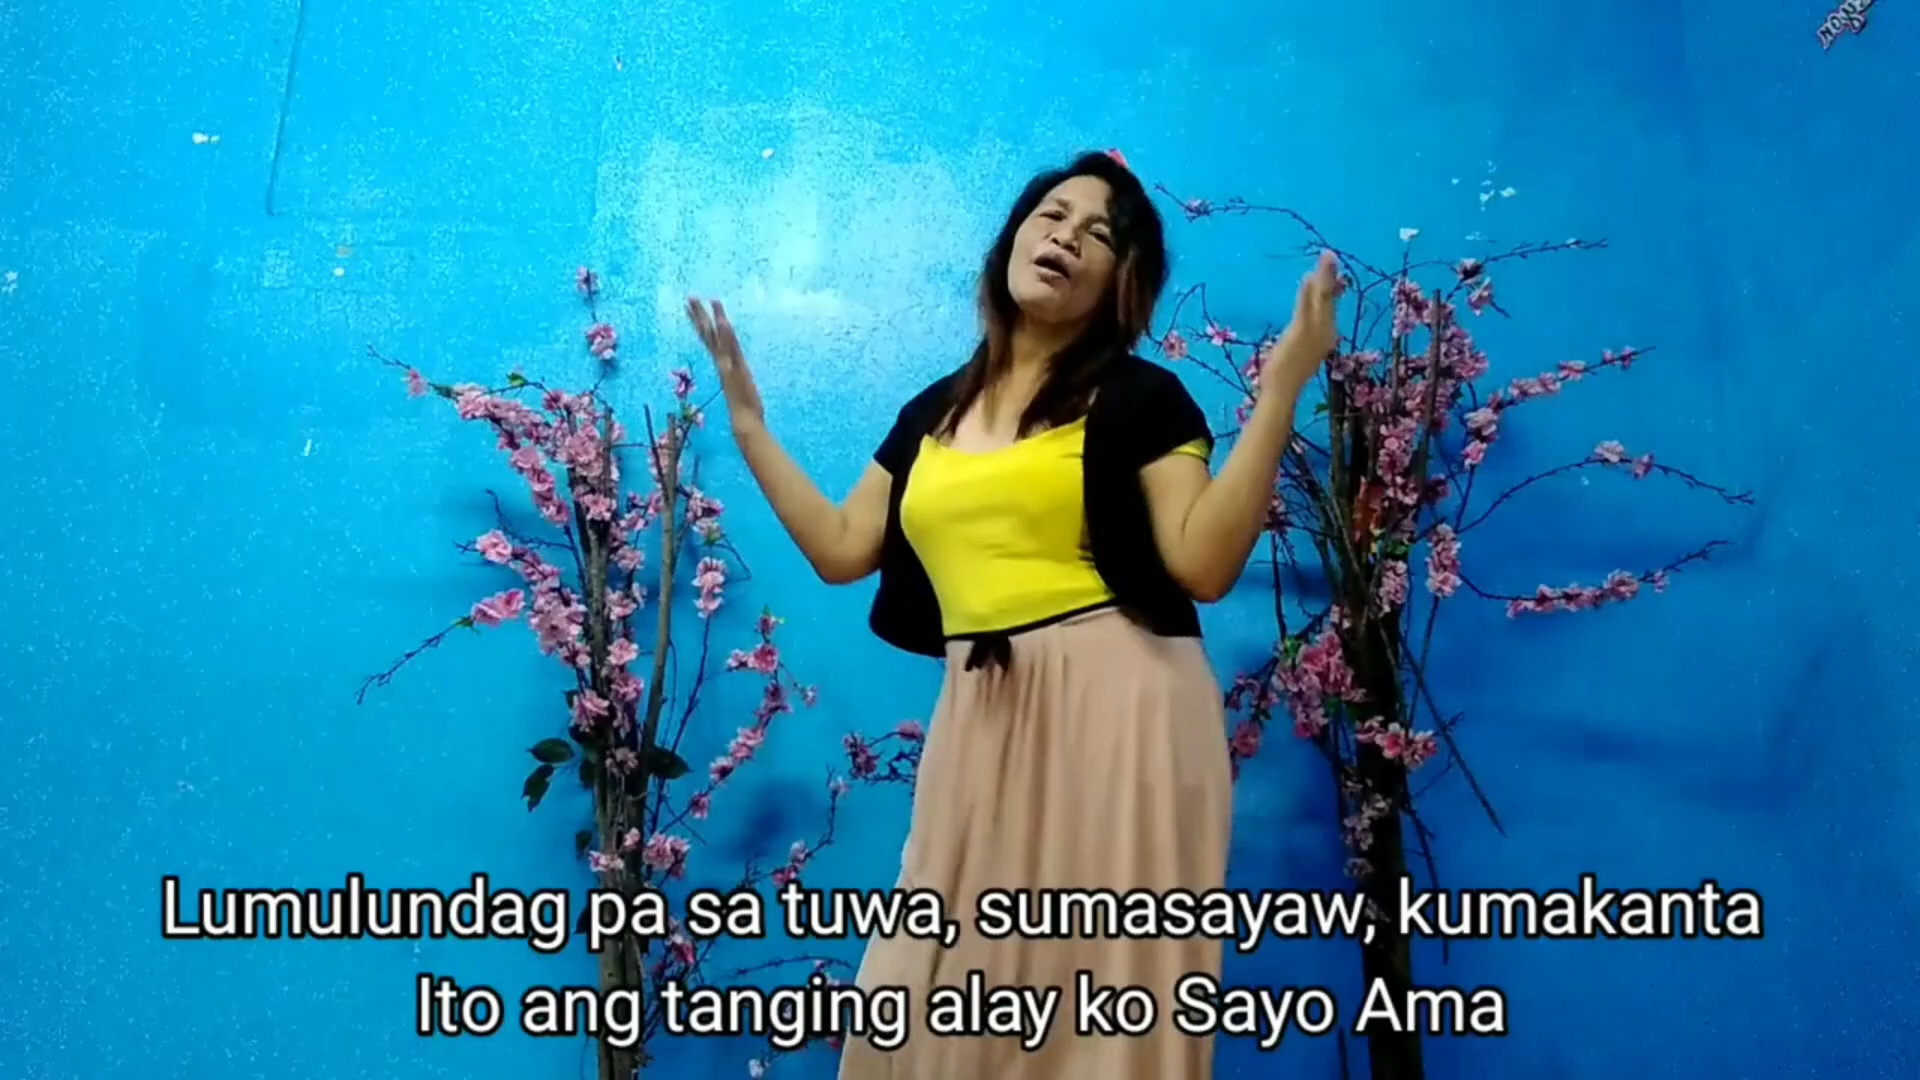 Lumulundag pa sa tuwa, sumasayaw, kumakanta
Ito ang tanging alay ko Sayo Ama